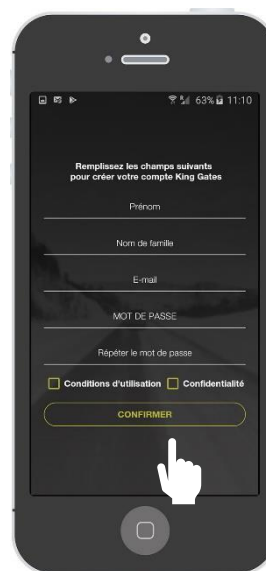 63% 11:10
Remplissez les champs suivants
pour créer votre compte King Gates
Prénom
Nom de famille
E-mail
MOT DE PASSE
Répéter le mot de passe
Conditions d'utilisation Confidentialité
CONFIRMER